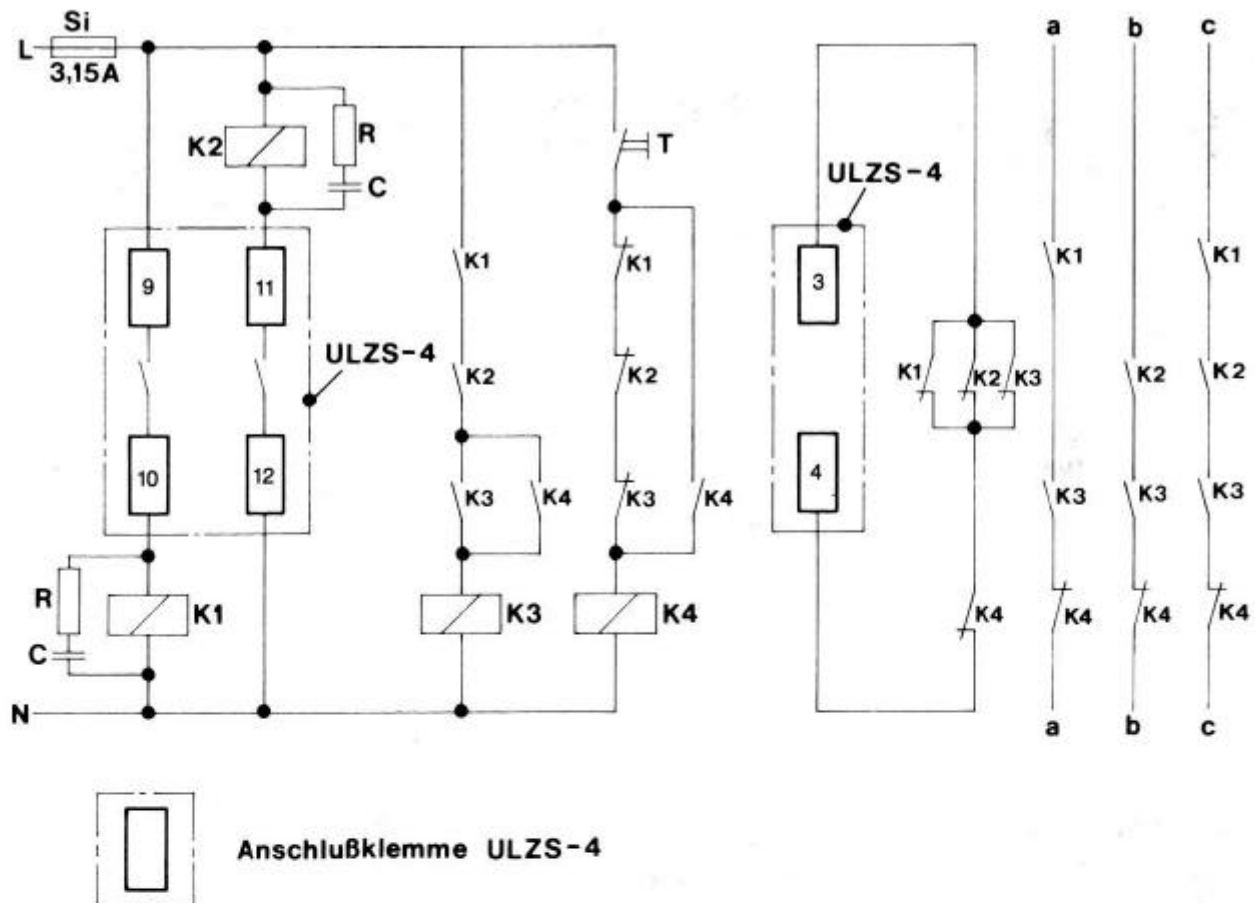 Si
L
3,15A
a
b
c
K2
R
C
T
ULZS-4
9
11
K1
K1
3
K1
K1
ULZS-4
K2
K2
K1
K2
K3
K2
K2
10
12
K3
K4
K3
K4
4
K3
K3
K3
R
C
K1
K3
K4
K4
K4
K4
K4
N
a
b
c
Anschlußklemme ULZS-4